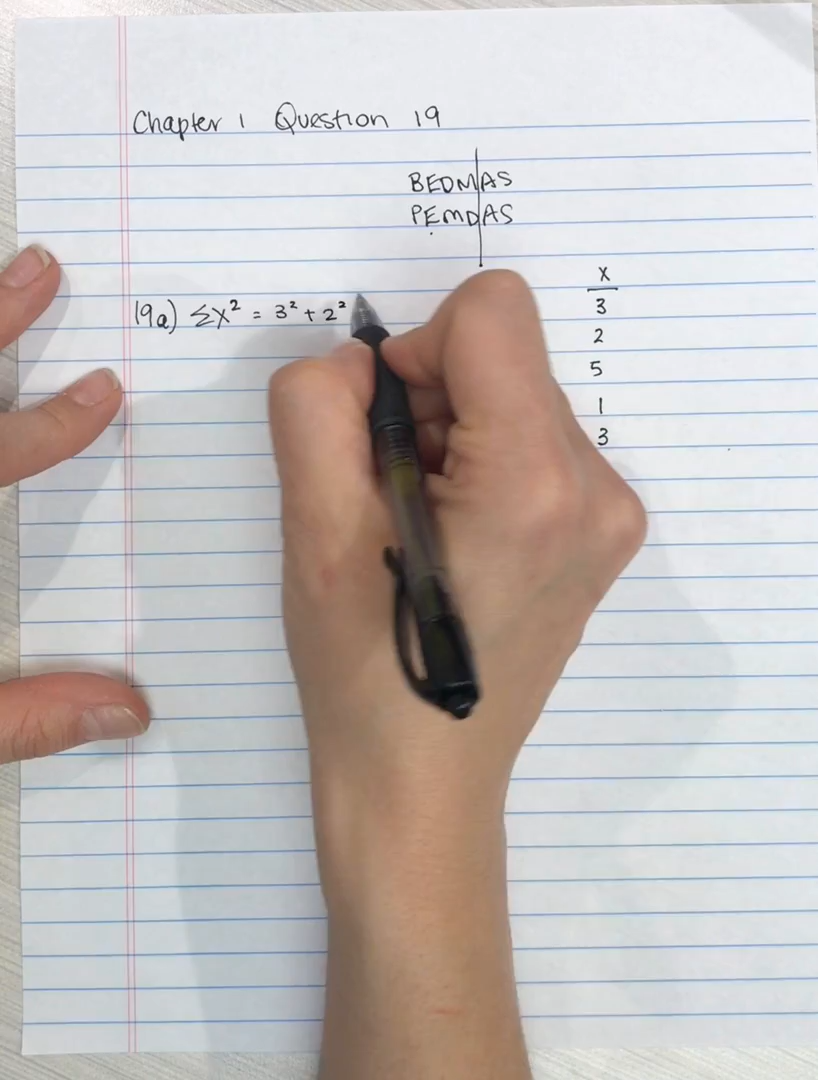 Chapter 1 Question 19
BEDMAS
PEMDAS
19a) ΣX² = 3² + 2²
X
3
2
5
1
3